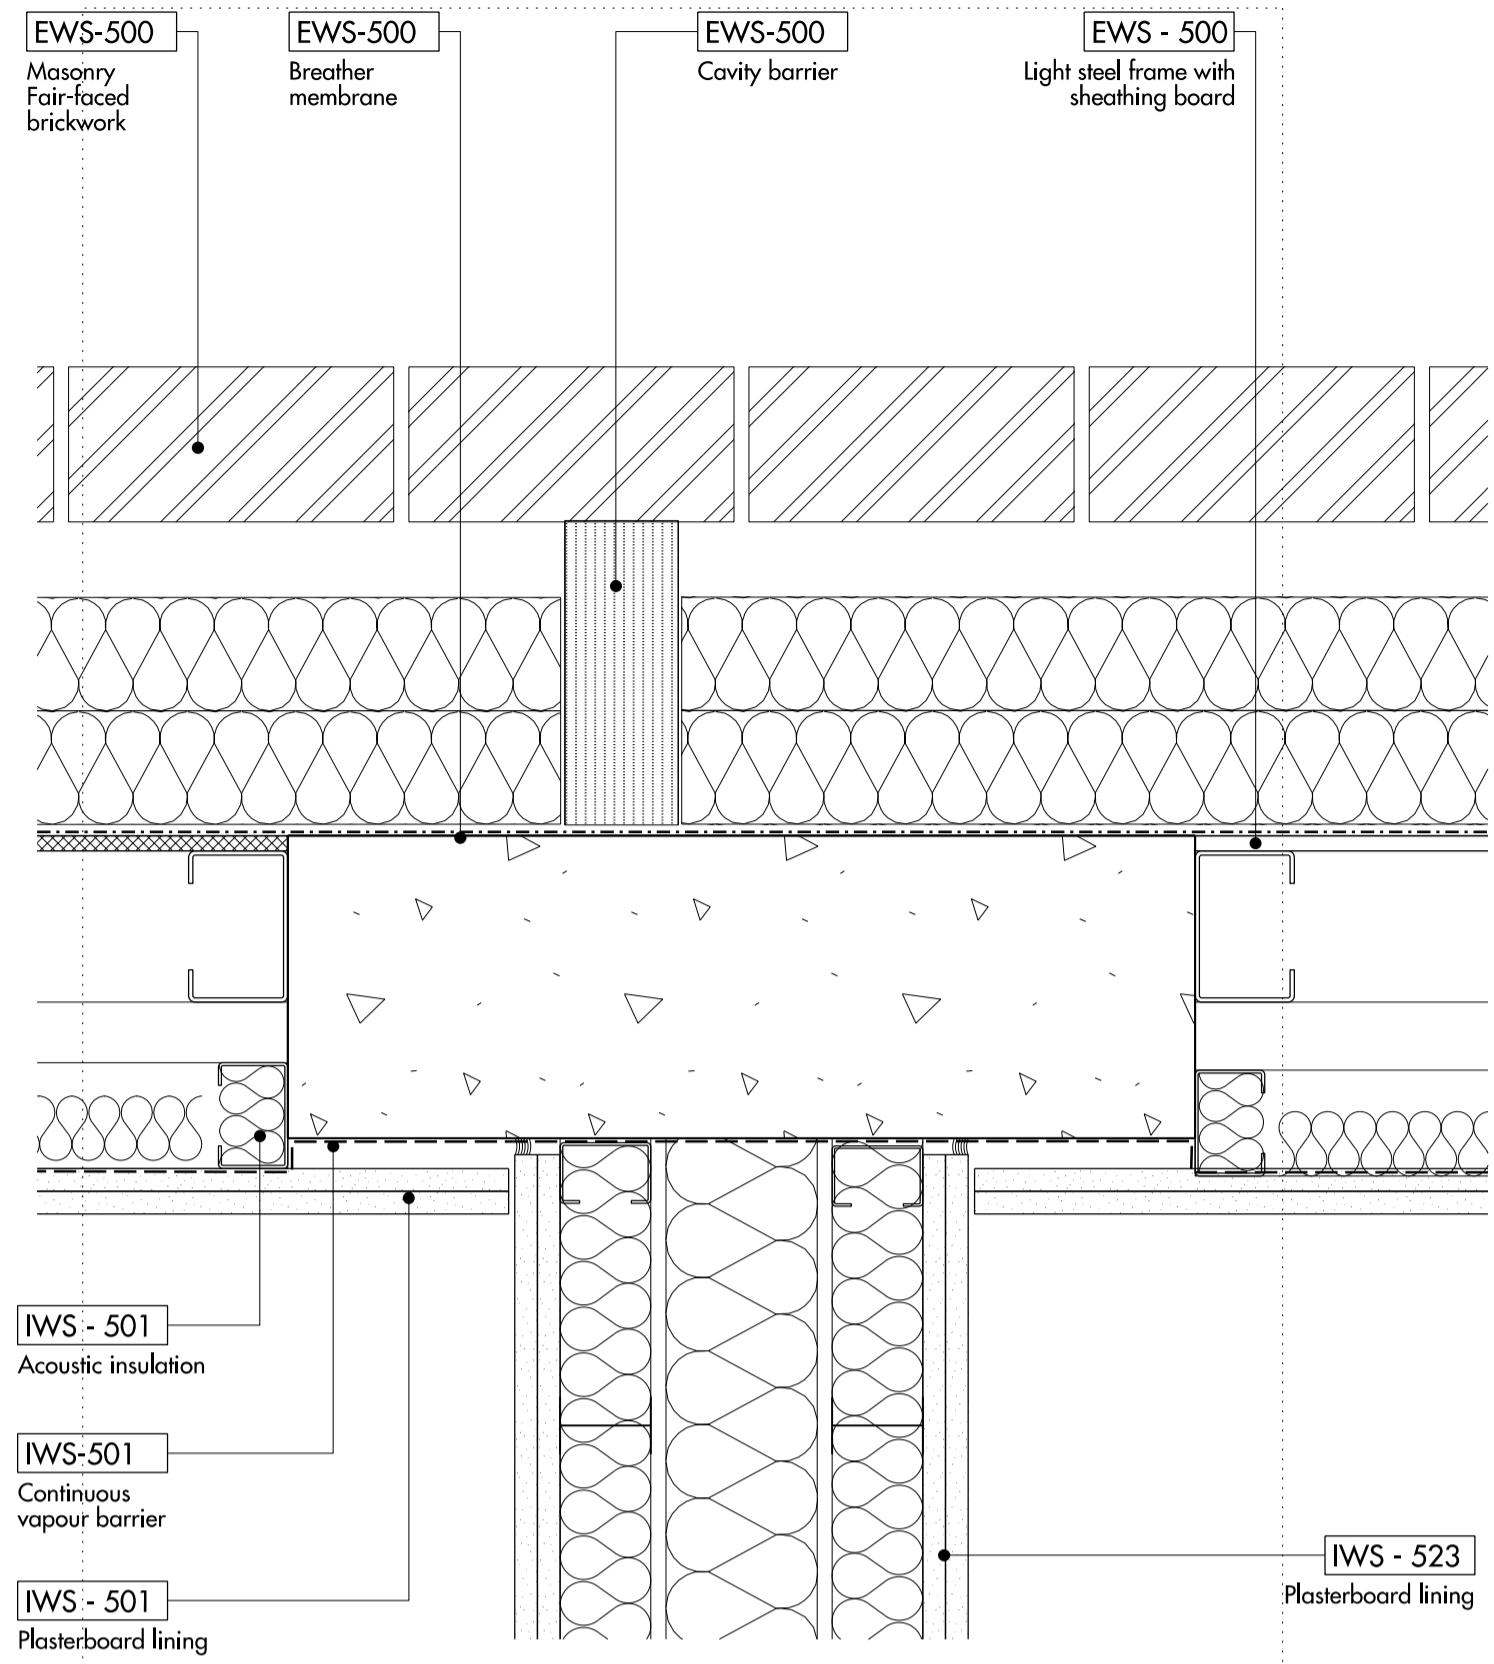 EWS-500
Masonry
Fair-faced
brickwork
EWS-500
Breather
membrane
EWS-500
Cavity barrier
EWS - 500
Light steel frame with
sheathing board
IWS - 501
Acoustic insulation
IWS-501
Continuous
vapour barrier
IWS - 501
Plasterboard lining
IWS - 523
Plasterboard lining